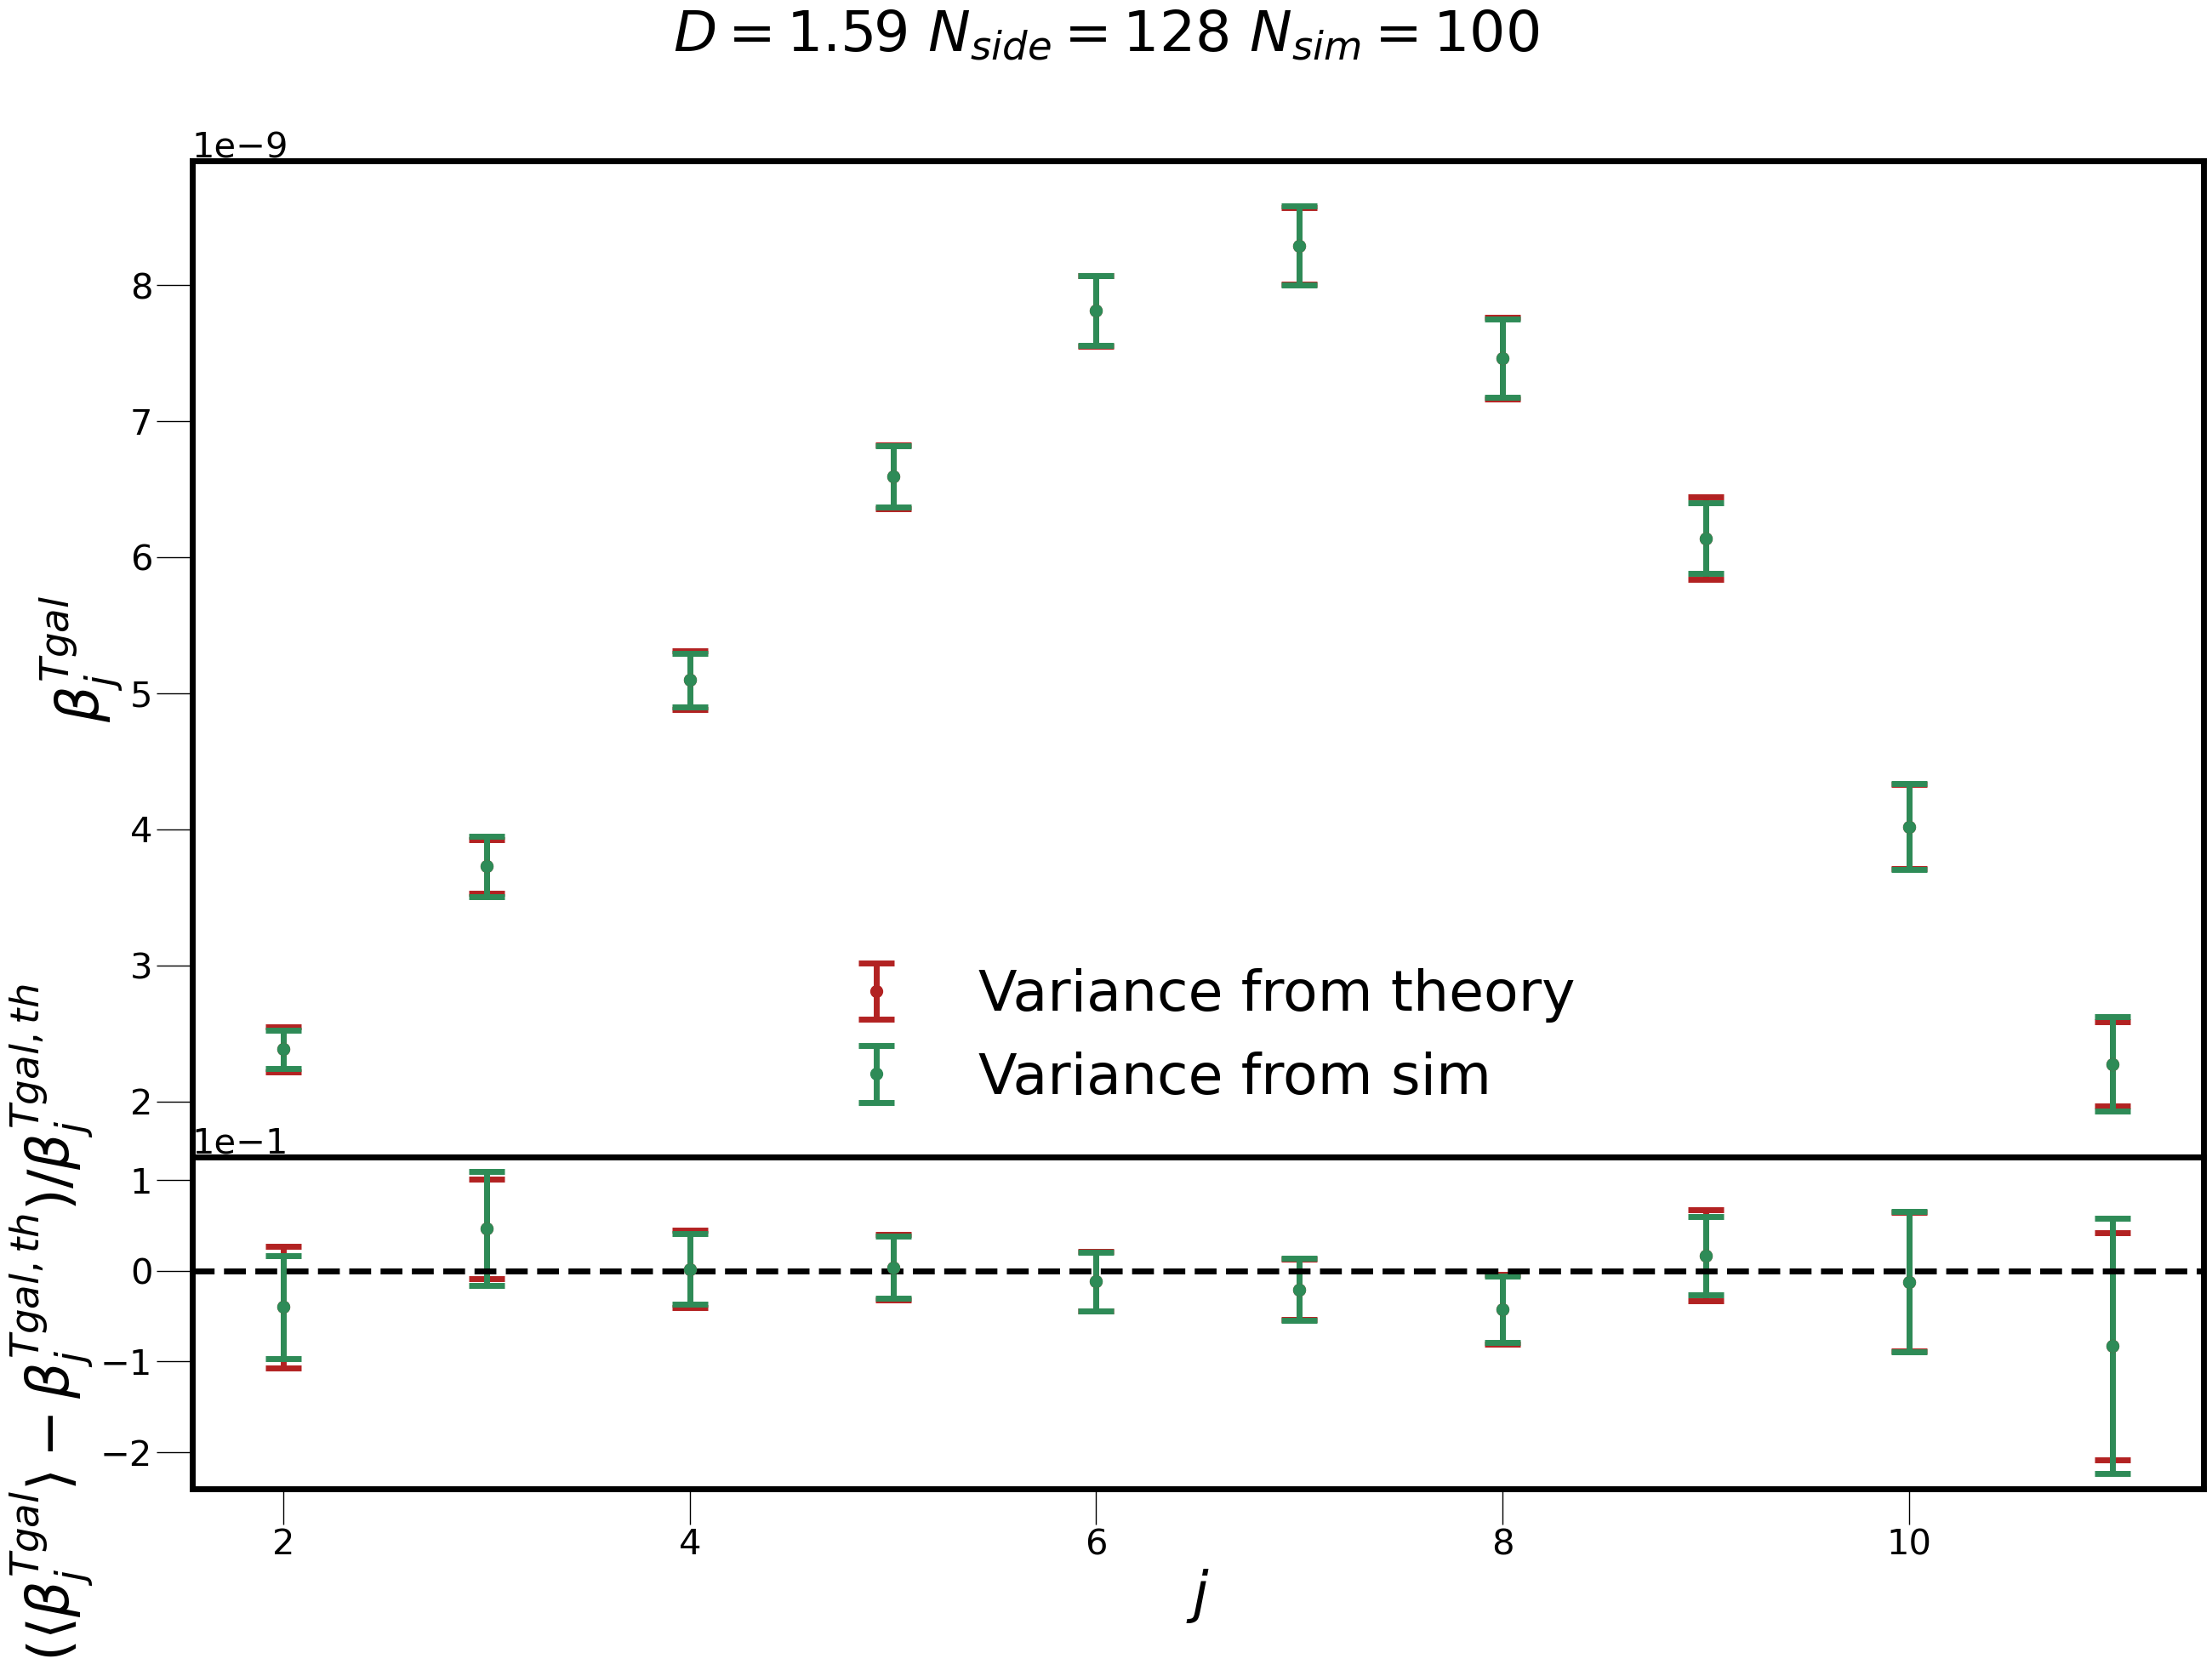 D = 1.59 N_side = 128 N_sim = 100
1e−9
8
7
6
5
4
3
2
β_j^Tgal
Variance from theory
Variance from sim
1e−1
1
0
−1
−2
(⟨β_j^Tgal⟩ − β_j^Tgal, th)/β_j^Tgal, th
2 4 6 8 10
j